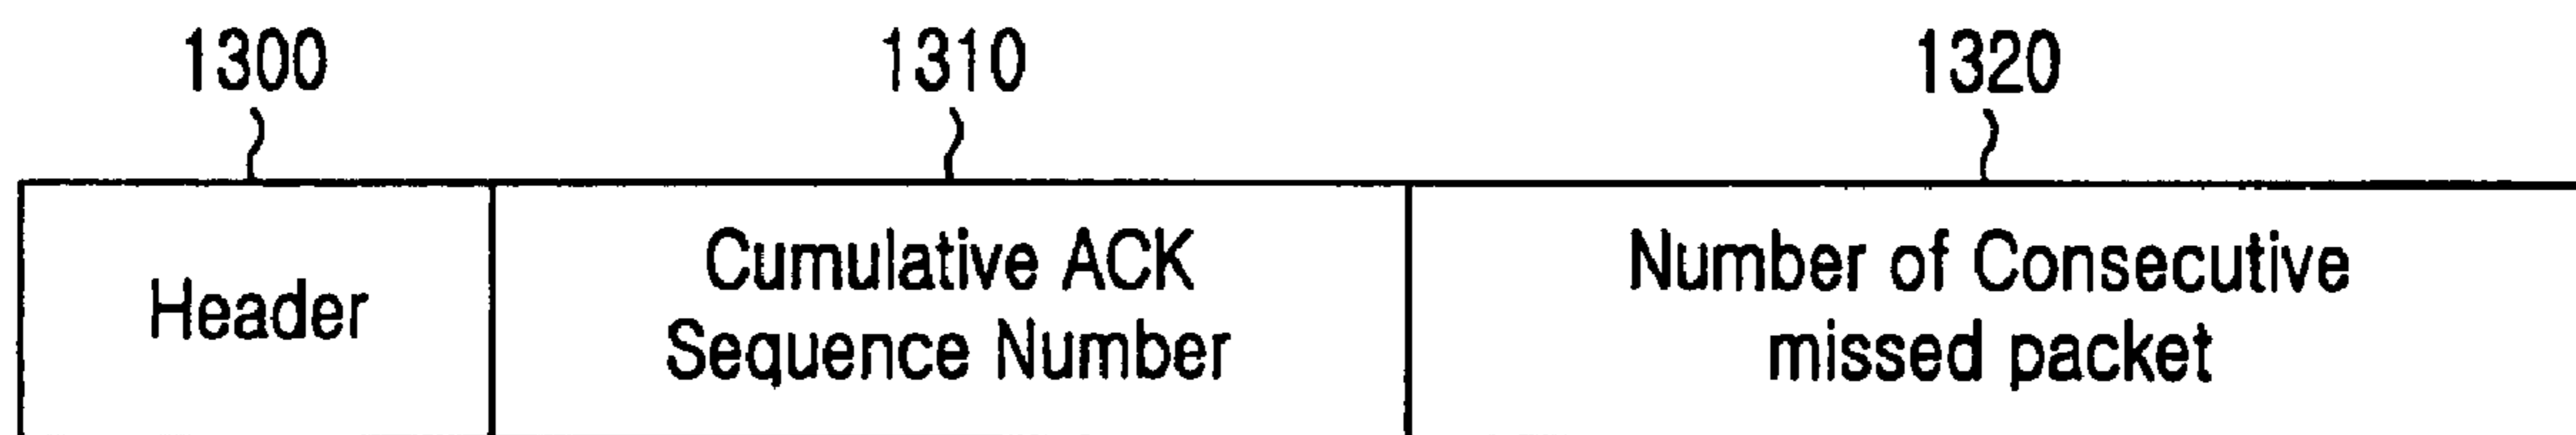 1300
1310
1320
Header
Cumulative ACK
Sequence Number
Number of Consecutive
missed packet